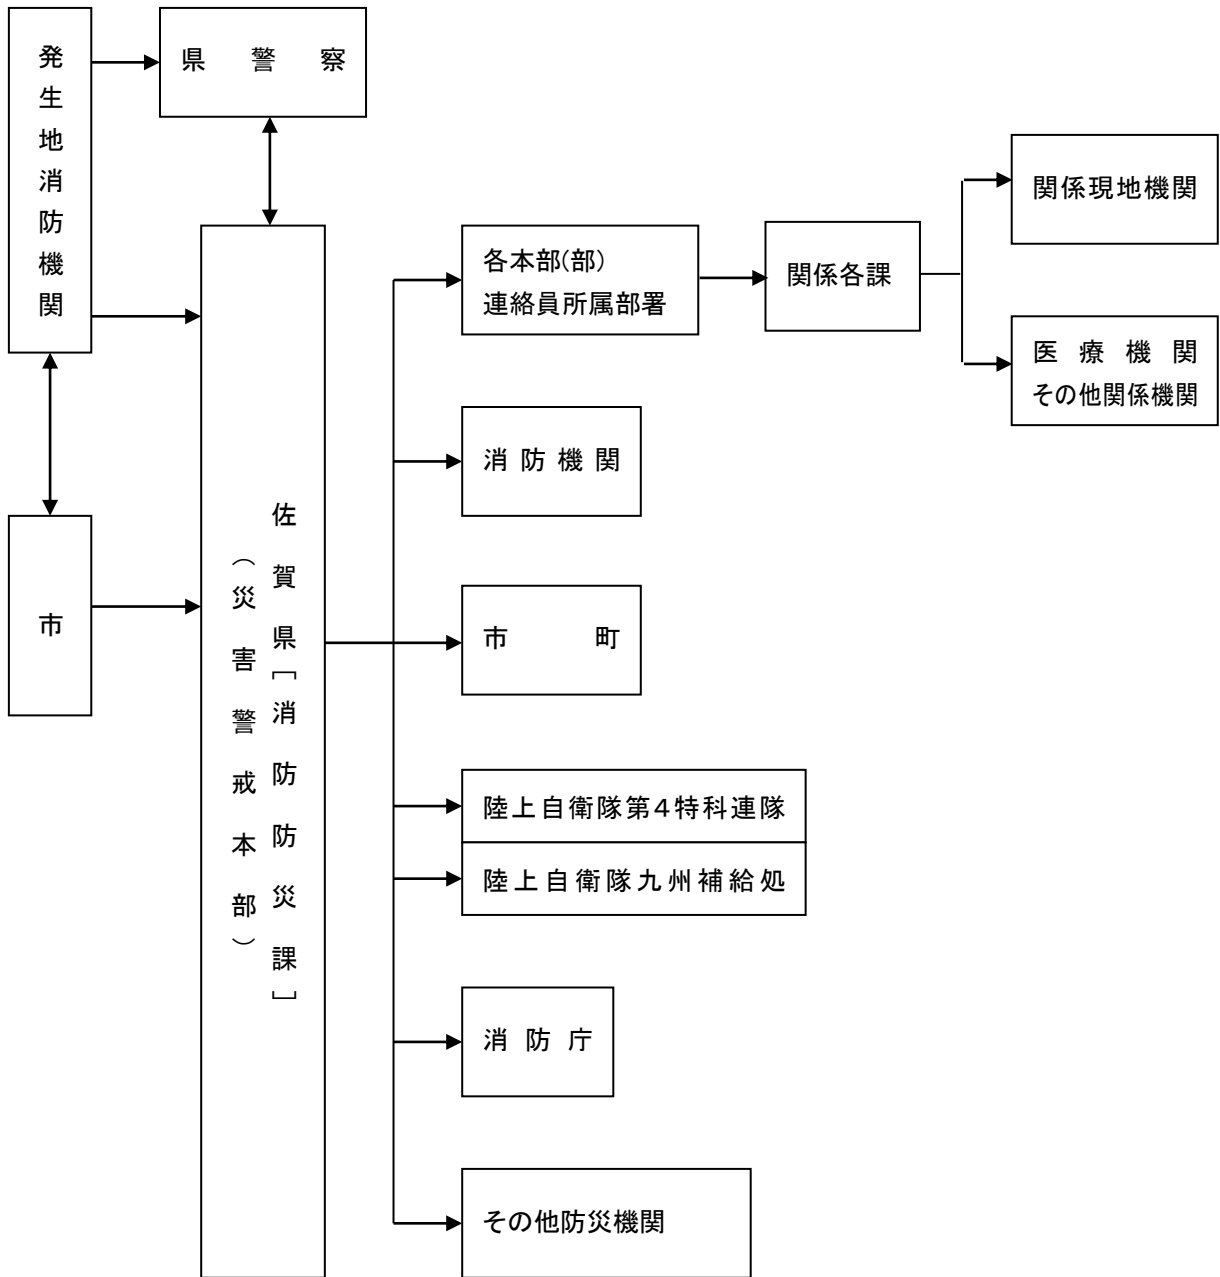 発生地消防機関
県警察
市
佐賀県[消防防災課]
（災害警戒本部）
各本部(部)
連絡員所属部署
関係各課
関係現地機関
医療機関
その他関係機関
消防機関
市町
陸上自衛隊第4特科連隊
陸上自衛隊九州補給処
消防庁
その他防災機関